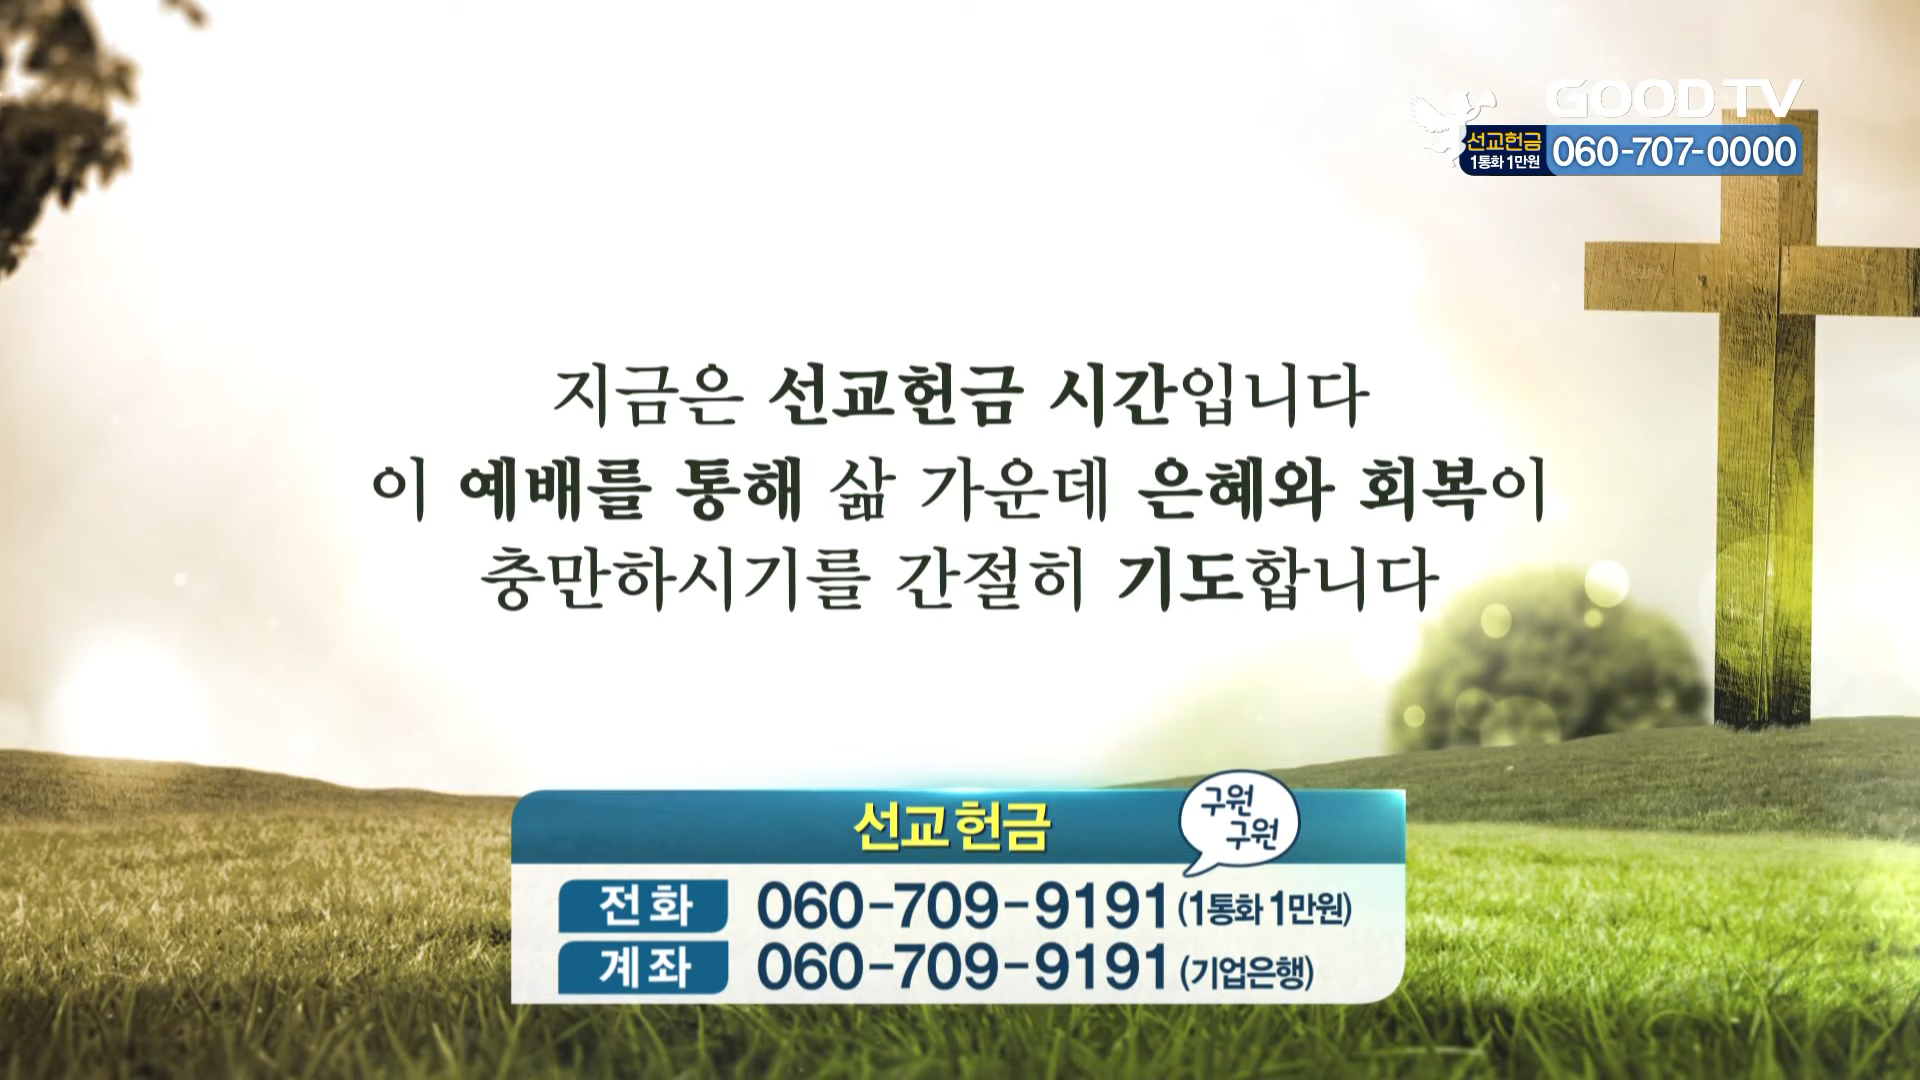 GOOD TV
선교헌금
1통화 1만원
060-707-0000
지금은 선교헌금 시간입니다
이 예배를 통해 삶 가운데 은혜와 회복이
충만하시기를 간절히 기도합니다
선교헌금
구원
구원
전화 060-709-9191 (1통화 1만원)
계좌 060-709-9191 (기업은행)